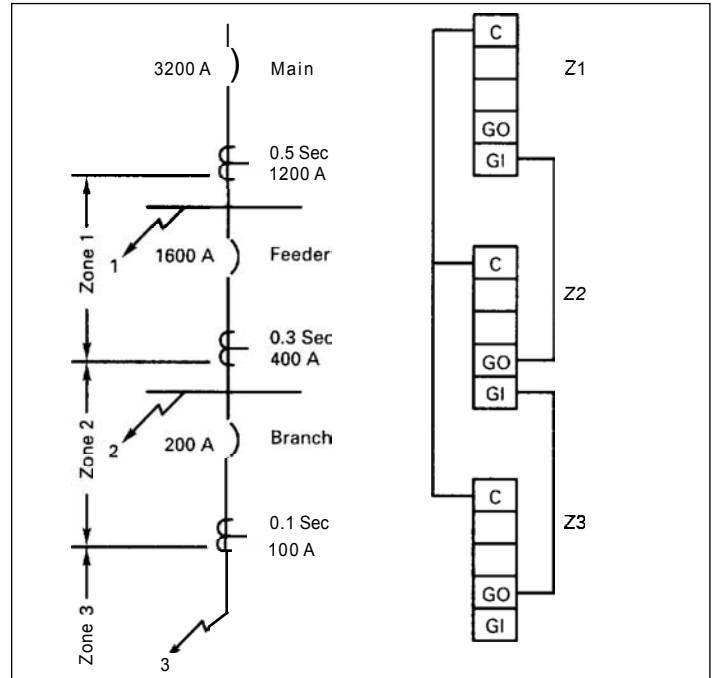 3200 A
Main
0.5 Sec
1200 A
Zone 1
1
1600 A
Feeder
0.3 Sec
400 A
Zone 2
2
200 A
Branch
0.1 Sec
100 A
Zone 3
3
C
GO
GI
Z1
C
GO
GI
Z2
C
GO
GI
Z3